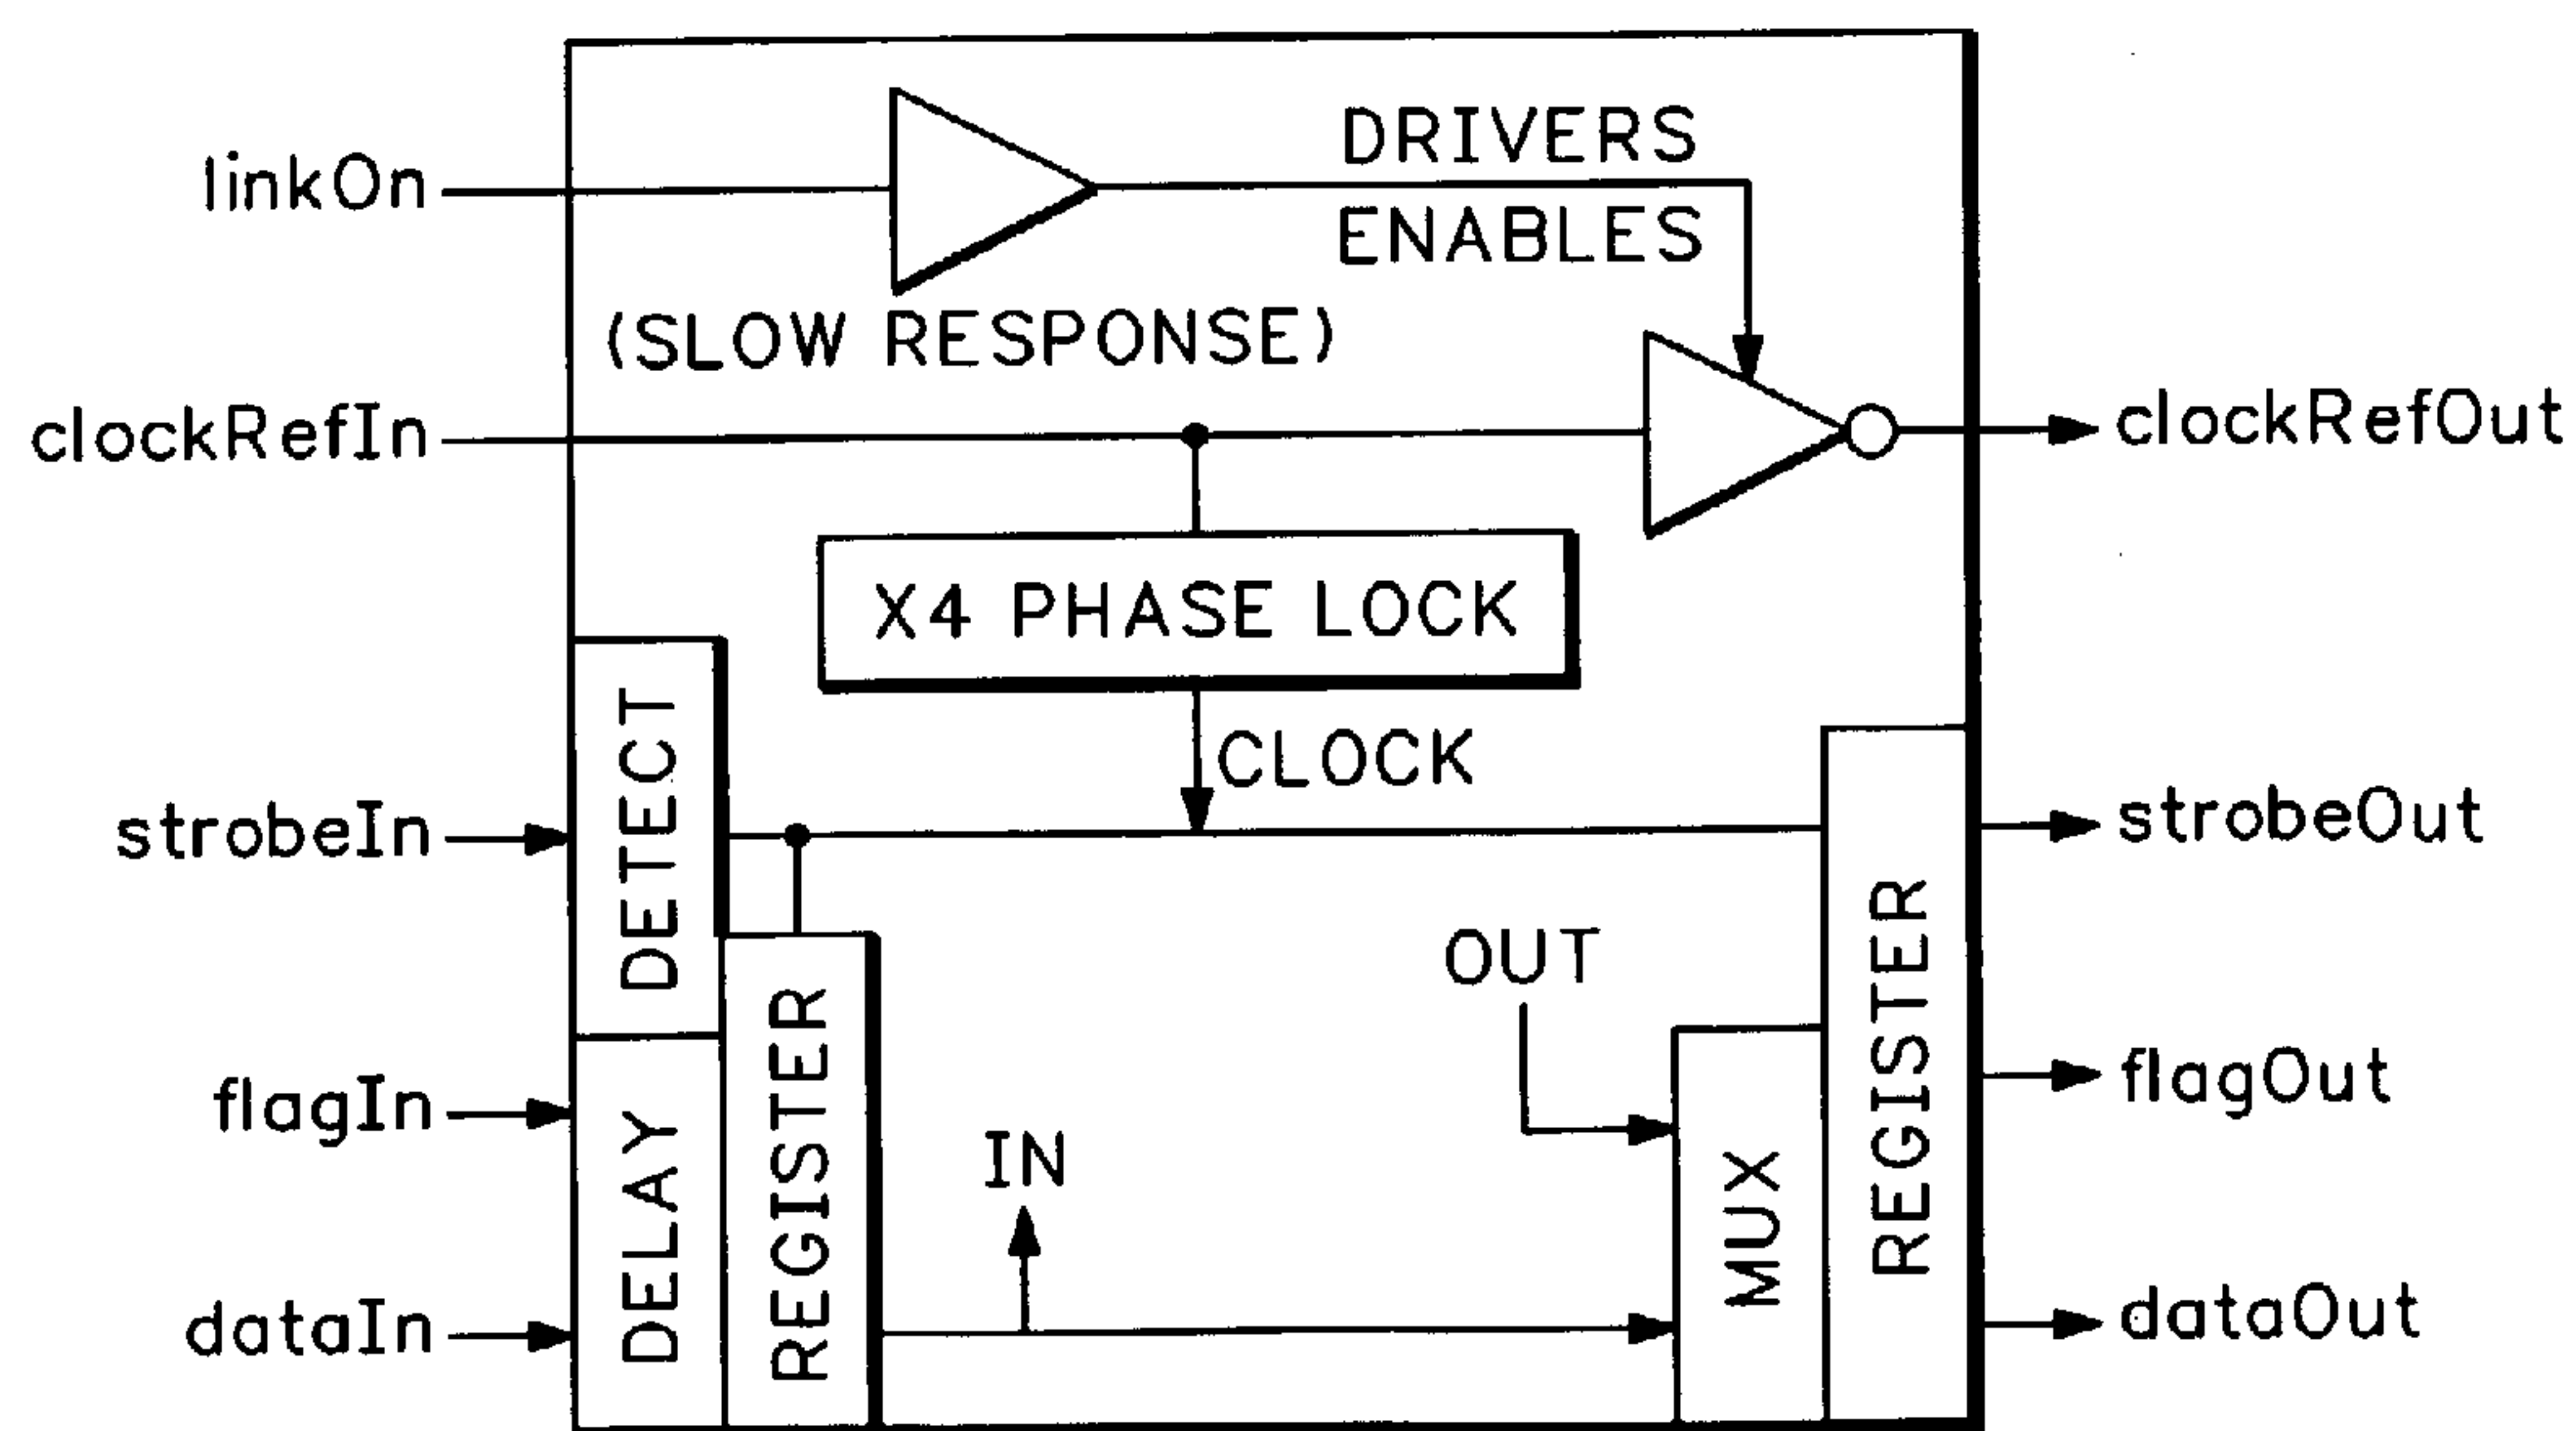 linkOn
DRIVERS
ENABLES
(SLOW RESPONSE)
clockRefIn
clockRefOut
X4 PHASE LOCK
CLOCK
DETECT
strobeIn
strobeOut
OUT
REGISTER
REGISTER
flagIn
flagOut
DELAY
IN
MUX
dataIn
dataOut